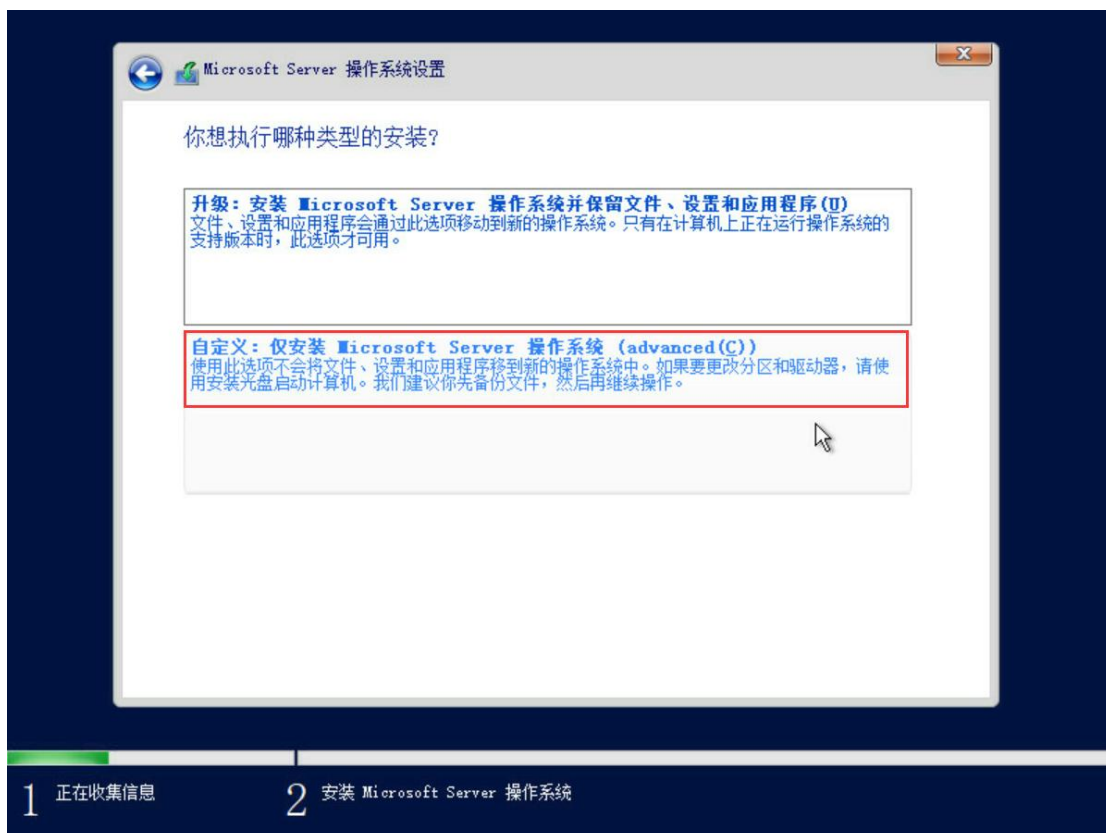 Microsoft Server 操作系统设置
你想执行哪种类型的安装?
升级: 安装 Microsoft Server 操作系统并保留文件、设置和应用程序(U)
文件、设置和应用程序会通过此选项移动到新的操作系统。只有在计算机上正在运行操作系统的
支持版本时，此选项才可用。
自定义: 仅安装 Microsoft Server 操作系统 (advanced(C))
使用此选项不会将文件、设置和应用程序移到新的操作系统中。如果要更改分区和驱动器，请使
用安装光盘启动计算机。我们建议你先备份文件，然后再继续操作。
1 正在收集信息
2 安装 Microsoft Server 操作系统